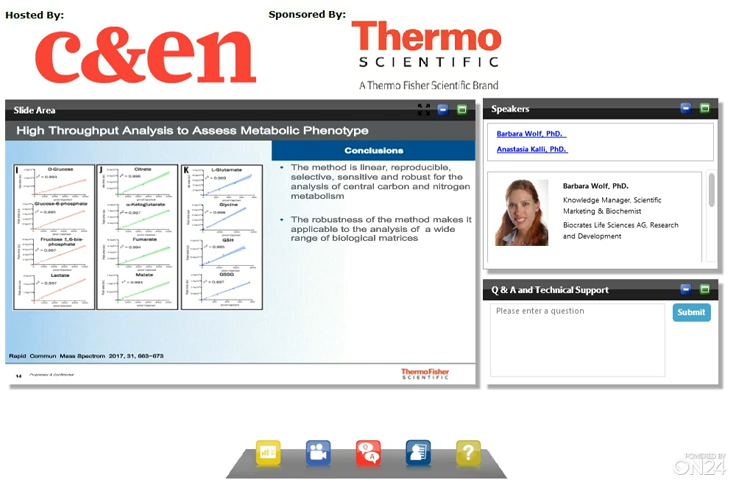 Hosted By:
Sponsored By:
c&en
Thermo
SCIENTIFIC
A Thermo Fisher Scientific Brand
Slide Area
High Throughput Analysis to Assess Metabolic Phenotype
I
D-Glucose
Glucose-6-phosphate
Fructose 1,6-bis-
phosphate
Lactate
J
Citrate
α-Ketoglutarate
Fumarate
Malate
K
L-Glutamate
Glycine
GSH
GSSG
Conclusions
• The method is linear, reproducible,
selective, sensitive and robust for the
analysis of central carbon and nitrogen
metabolism
• The robustness of the method makes it
applicable to the analysis of a wide
range of biological matrices
Rapid Commun Mass Spectrom 2017, 31, 663–673
14
Proprietary & Confidential
ThermoFisher
SCIENTIFIC
Speakers
Barbara Wolf, PhD.
Anastasia Kalli, PhD.
Barbara Wolf, PhD.
Knowledge Manager, Scientific
Marketing & Biochemist
Biocrates Life Sciences AG, Research
and Development
Q & A and Technical Support
Please enter a question
Submit
Q
A
?
POWERED BY
ON24